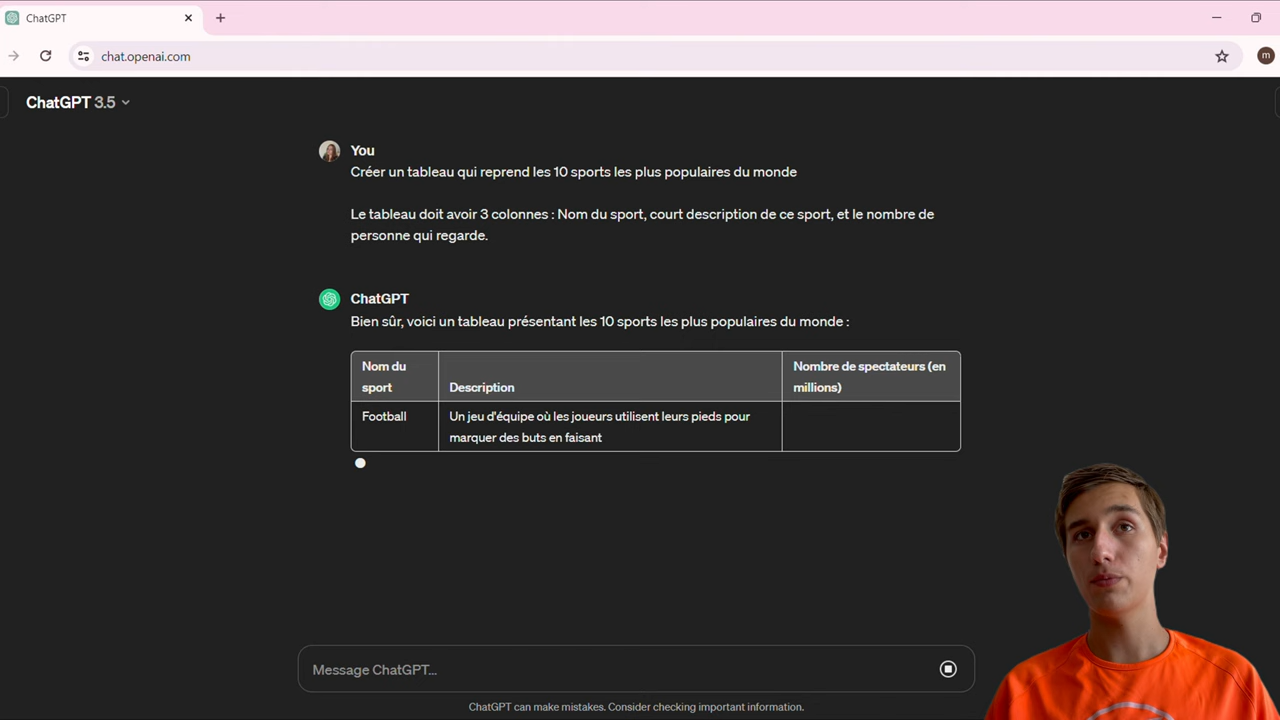 ChatGPT
chat.openai.com
m
ChatGPT 3.5
You
Créer un tableau qui reprend les 10 sports les plus populaires du monde
Le tableau doit avoir 3 colonnes : Nom du sport, court description de ce sport, et le nombre de
personne qui regarde.
ChatGPT
Bien sûr, voici un tableau présentant les 10 sports les plus populaires du monde :
Nom du
sport
Description
Nombre de spectateurs (en
millions)
Football
Un jeu d'équipe où les joueurs utilisent leurs pieds pour
marquer des buts en faisant
Message ChatGPT...
ChatGPT can make mistakes. Consider checking important information.